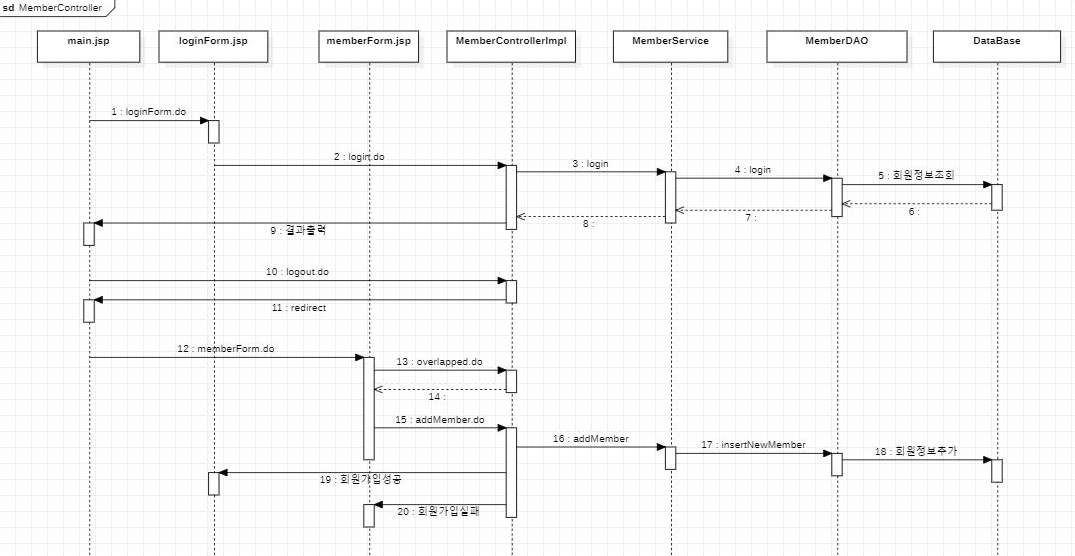 sd MemberController
main.jsp
loginForm.jsp
memberForm.jsp
MemberControllerImpl
MemberService
MemberDAO
DataBase
1 : loginForm.do
2 : login.do
3 : login
4 : login
5 : 회원정보조회
6 :
7 :
8 :
9 : 결과출력
10 : logout.do
11 : redirect
12 : memberForm.do
13 : overlapped.do
14 :
15 : addMember.do
16 : addMember
17 : insertNewMember
18 : 회원정보추가
19 : 회원가입성공
20 : 회원가입실패